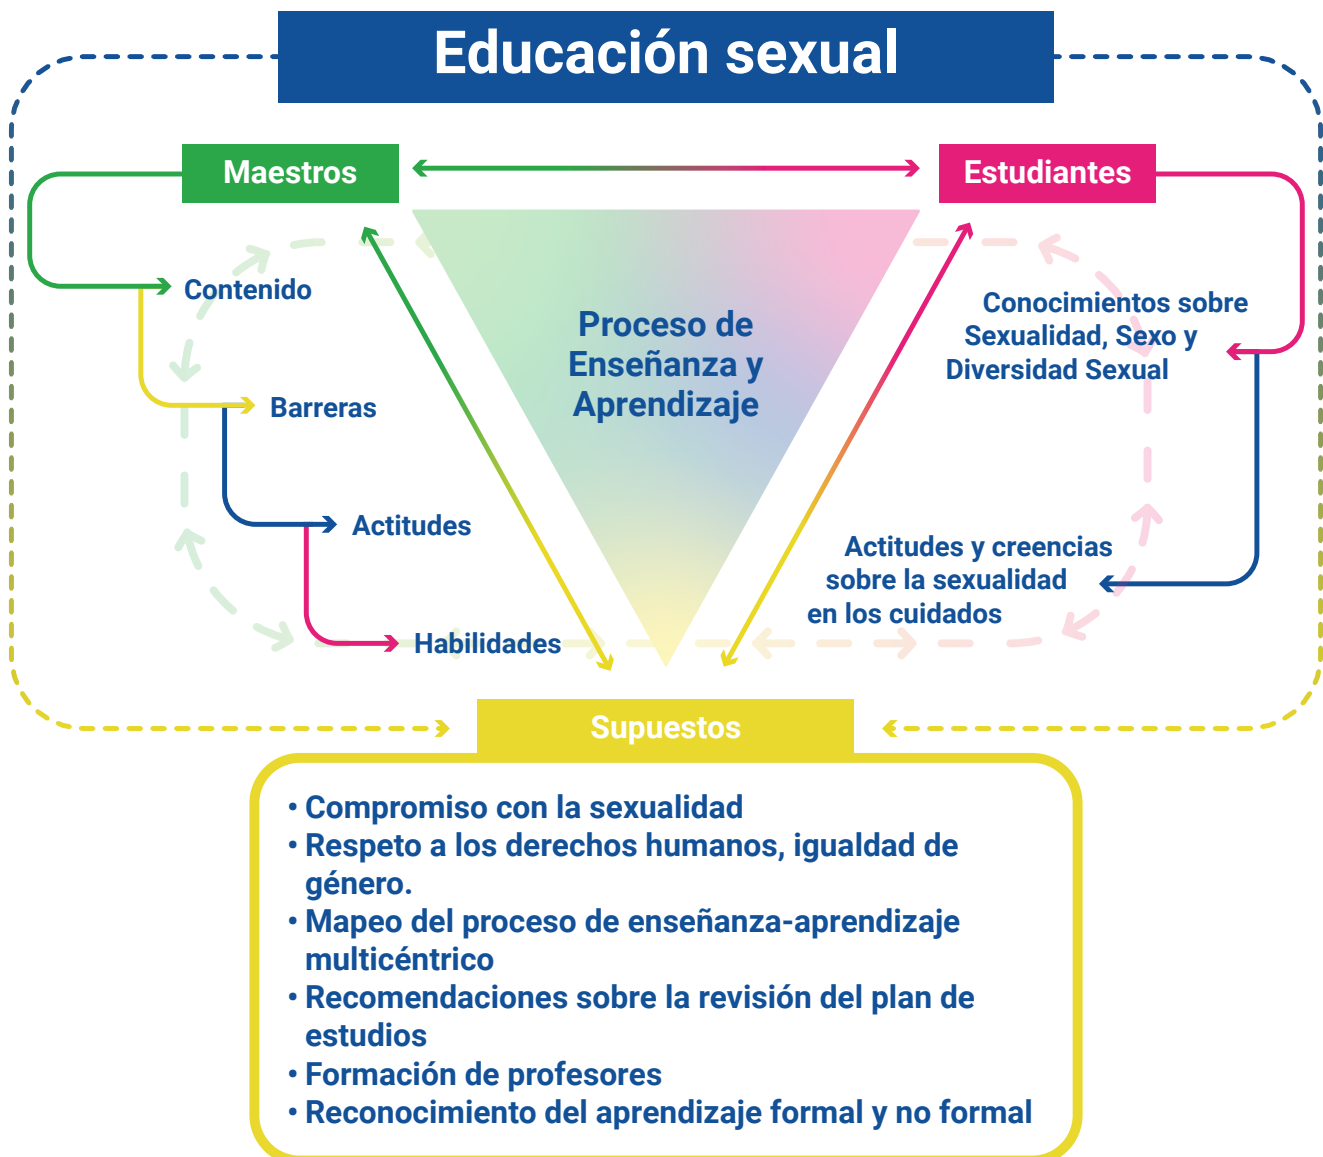 Educación sexual
Maestros
Estudiantes
Contenido
Barreras
Actitudes
Habilidades
Proceso de
Enseñanza y
Aprendizaje
Conocimientos sobre
Sexualidad, Sexo y
Diversidad Sexual
Actitudes y creencias
sobre la sexualidad
en los cuidados
Supuestos
• Compromiso con la sexualidad
• Respeto a los derechos humanos, igualdad de
género.
• Mapeo del proceso de enseñanza-aprendizaje
multicéntrico
• Recomendaciones sobre la revisión del plan de
estudios
• Formación de profesores
• Reconocimiento del aprendizaje formal y no formal